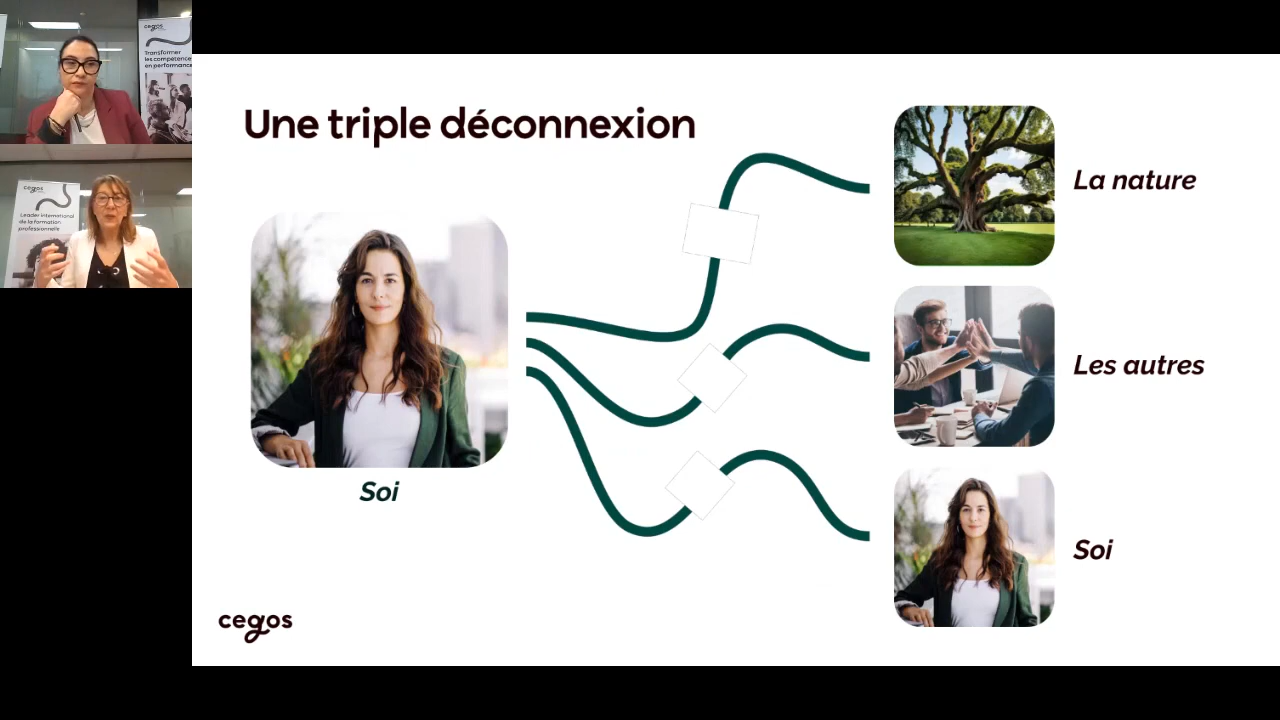 cegos
Transformer
les compétences
en performance
cegos
Leader international
de la formation
professionnelle
Une triple déconnexion
La nature
Les autres
Soi
Soi
cegos